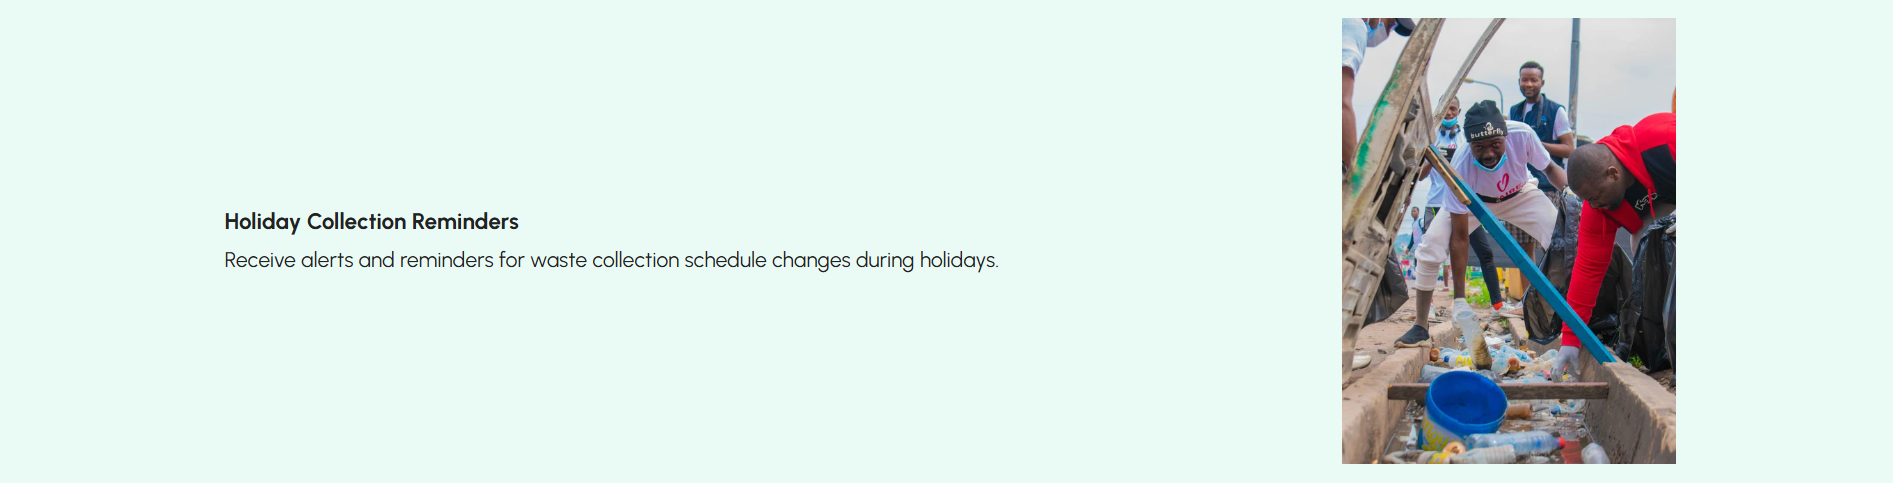 Holiday Collection Reminders
Receive alerts and reminders for waste collection schedule changes during holidays.
butterfly